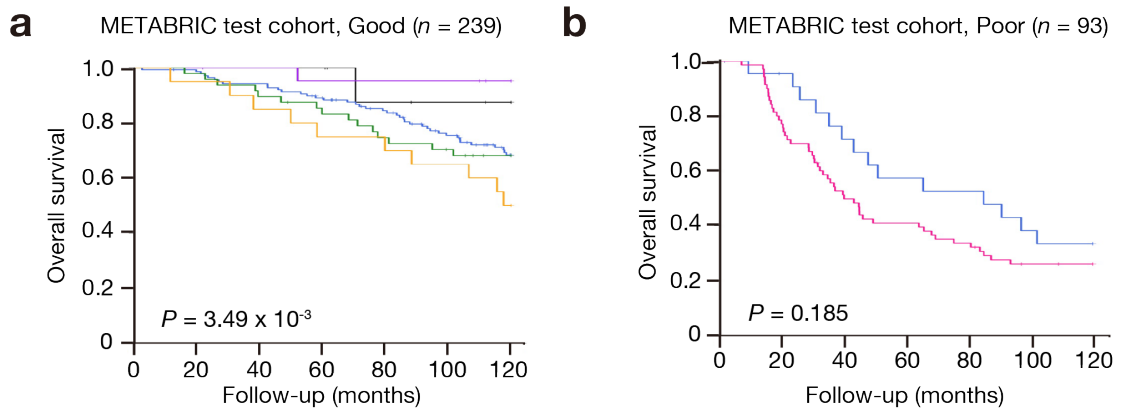 a
METABRIC test cohort, Good (n = 239)
1.0
0.8
0.6
0.4
0.2
0
Overall survival
P = 3.49 x 10-3
0 20 40 60 80 100 120
Follow-up (months)
b
METABRIC test cohort, Poor (n = 93)
1.0
0.8
0.6
0.4
0.2
0
Overall survival
P = 0.185
0 20 40 60 80 100 120
Follow-up (months)